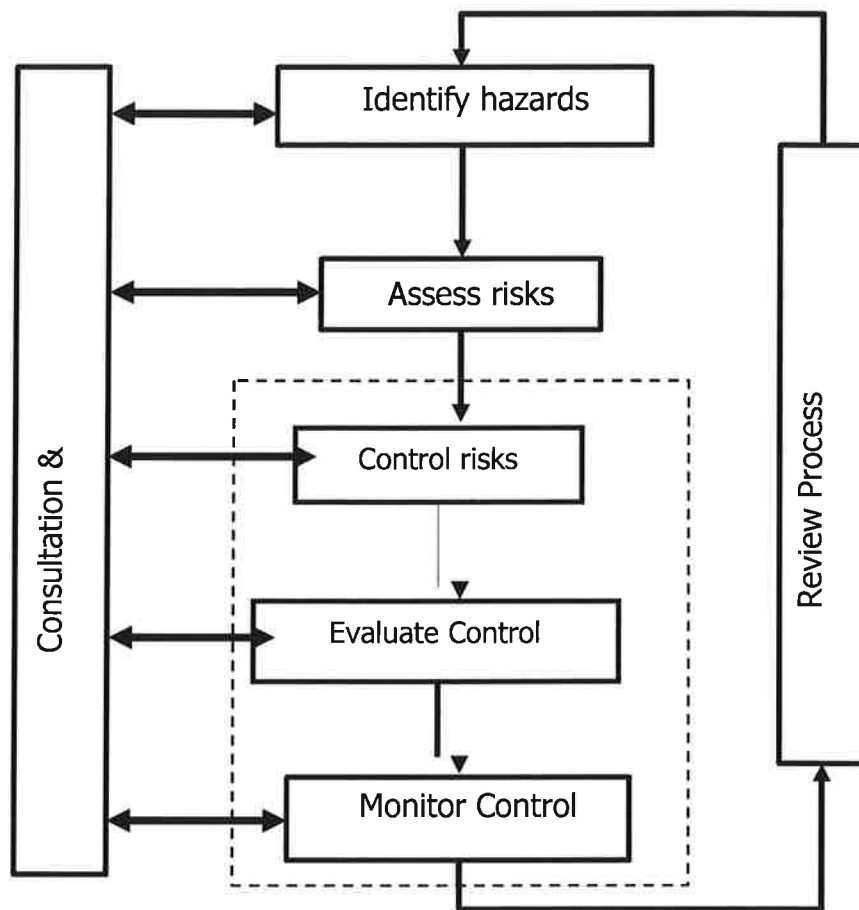 Identify hazards
Assess risks
Control risks
Evaluate Control
Monitor Control
Consultation &
Review Process